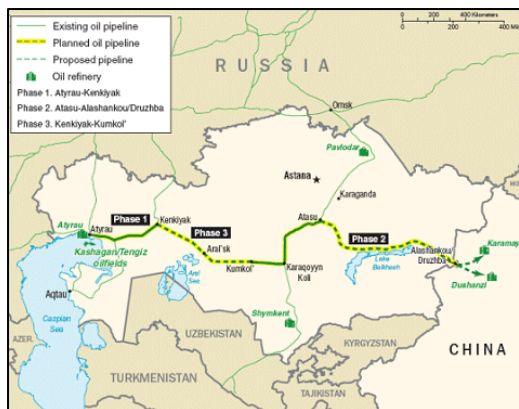 Existing oil pipeline
Planned oil pipeline
Proposed pipeline
Oil refinery
Phase 1. Atyrau-Kenkiyak
Phase 2. Atasu-Alashankou/Druzhba
Phase 3. Kenkiyak-Kumkol'
0 200 400 Kilometers
0 200 400 Mil
RUSSIA
Omsk
Pavlodar
Astana
Karaganda
Phase 1
Kenkiyak
Atasu
Atyrau
Atyrau
Phase 3
Phase 2
Kashagan/Tengiz
oilfields
Aral'sk
Alashankou
Druzhba
Karamay
Kumkol'
Karaqoyyn
Koli
Lake
Balkhash
Dushanzi
Aqtau
Aral
Sea
Shymkent
Caspian
Sea
UZBEKISTAN
KYRGYZSTAN
CHINA
AZER.
TURKMENISTAN
TAJIKISTAN